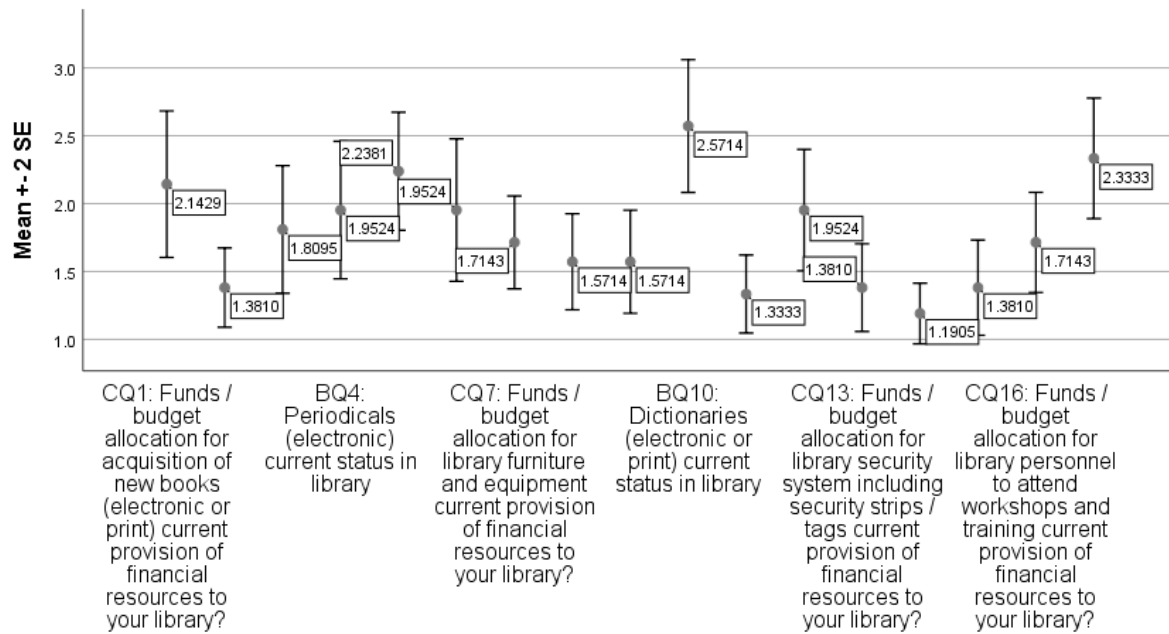 Mean +- 2 SE
3.0
2.5
2.0
1.5
1.0
2.1429
1.3810
1.8095
1.9524
2.2381
1.9524
1.7143
1.5714
1.5714
2.5714
1.3333
1.9524
1.3810
1.1905
1.3810
1.7143
2.3333
CQ1: Funds /
budget
allocation for
acquisition of
new books
(electronic or
print) current
provision of
financial
resources to
your library?
BQ4:
Periodicals
(electronic)
current status in
library
CQ7: Funds /
budget
allocation for
library furniture
and equipment
current provision
of financial
resources to
your library?
BQ10:
Dictionaries
(electronic or
print) current
status in library
CQ13: Funds /
budget
allocation for
library security
system including
security strips /
tags current
provision of
financial
resources to
your library?
CQ16: Funds /
budget
allocation for
library personnel
to attend
workshops and
training current
provision of
financial
resources to
your library?